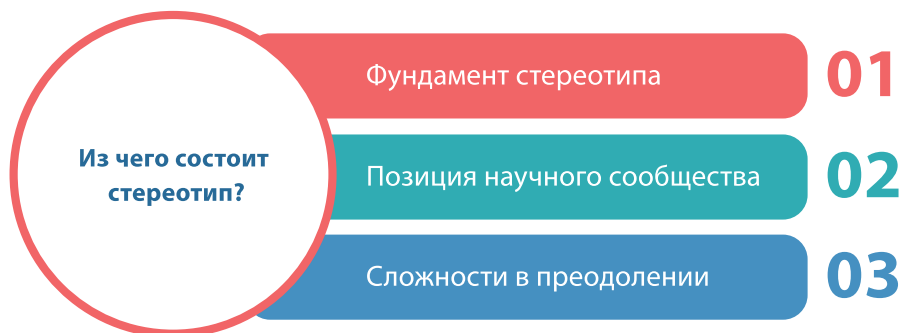 Из чего состоит
стереотип?
Фундамент стереотипа 01
Позиция научного сообщества 02
Сложности в преодолении 03